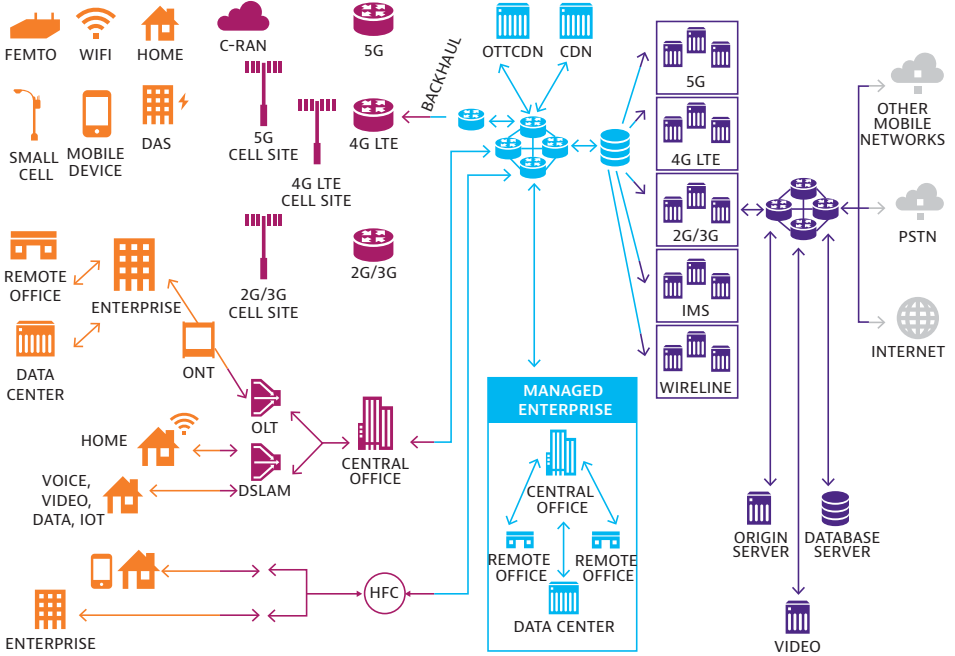 FEMTO
WIFI
HOME
C-RAN
5G
OTTCDN
CDN
5G
BACKHAUL
OTHER
MOBILE
NETWORKS
SMALL
CELL
MOBILE
DEVICE
DAS
5G
CELL SITE
4G LTE
4G LTE
4G LTE
CELL SITE
PSTN
2G/3G
2G/3G
REMOTE
OFFICE
ENTERPRISE
2G/3G
CELL SITE
IMS
INTERNET
DATA
CENTER
ONT
WIRELINE
MANAGED
ENTERPRISE
OLT
HOME
CENTRAL
OFFICE
DSLAM
VOICE,
VIDEO,
DATA, IOT
CENTRAL
OFFICE
REMOTE
OFFICE
REMOTE
OFFICE
ORIGIN
SERVER
DATABASE
SERVER
HFC
DATA CENTER
ENTERPRISE
VIDEO